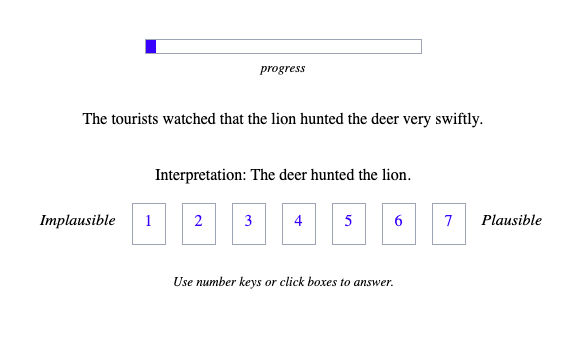 progress
The tourists watched that the lion hunted the deer very swiftly.
Interpretation: The deer hunted the lion.
Implausible 1 2 3 4 5 6 7 Plausible
Use number keys or click boxes to answer.